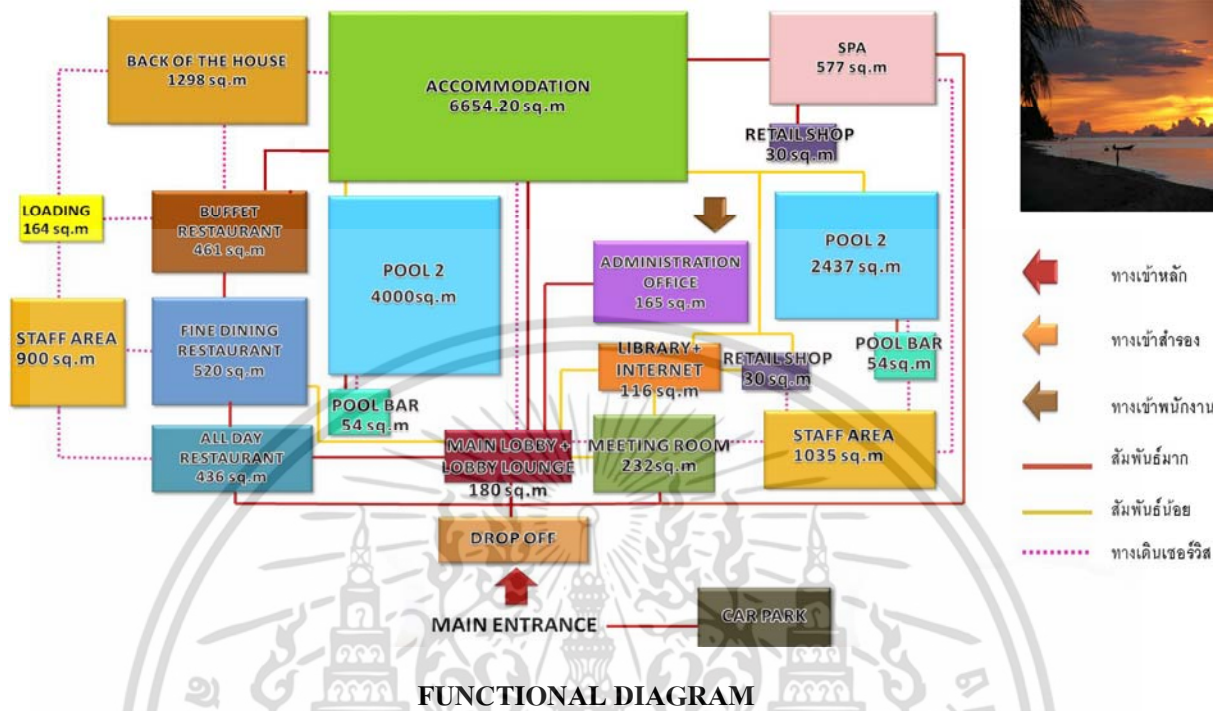 BACK OF THE HOUSE
1298 sq.m
ACCOMMODATION
6654.20 sq.m
SPA
577 sq.m
RETAIL SHOP
30 sq.m
LOADING
164 sq.m
BUFFET
RESTAURANT
461 sq.m
POOL 2
4000sq.m
ADMINISTRATION
OFFICE
165 sq.m
POOL 2
2437 sq.m
STAFF AREA
900 sq.m
FINE DINING
RESTAURANT
520 sq.m
LIBRARY+
INTERNET
116 sq.m
RETAIL SHOP
30 sq.m
POOL BAR
54sq.m
POOL BAR
54 sq.m
ALL DAY
RESTAURANT
436 sq.m
MAIN LOBBY +
LOBBY LOUNGE
180 sq.m
MEETING ROOM
232sq.m
STAFF AREA
1035 sq.m
DROP OFF
MAIN ENTRANCE
CAR PARK
ทางเข้าหลัก
ทางเข้าสำรอง
ทางเข้าพนักงาน
สัมพันธ์มาก
สัมพันธ์น้อย
ทางเดินเซอร์วิส
FUNCTIONAL DIAGRAM